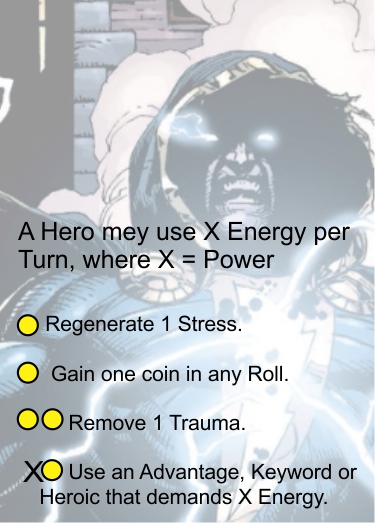 A Hero mey use X Energy per
Turn, where X = Power
Regenerate 1 Stress.
Gain one coin in any Roll.
Remove 1 Trauma.
X Use an Advantage, Keyword or
Heroic that demands X Energy.